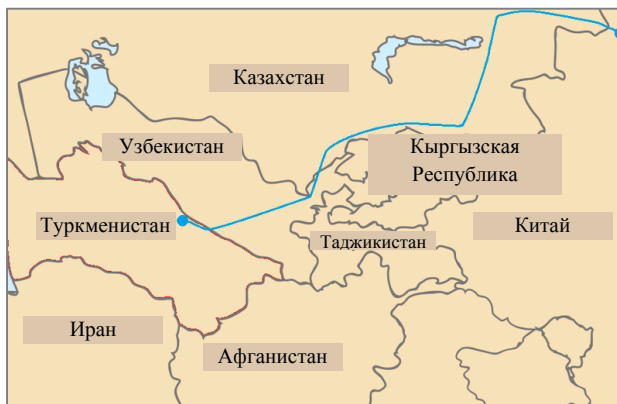 Казахстан
Узбекистан
Кыргызская
Республика
Туркменистан
Таджикистан
Китай
Иран
Афганистан